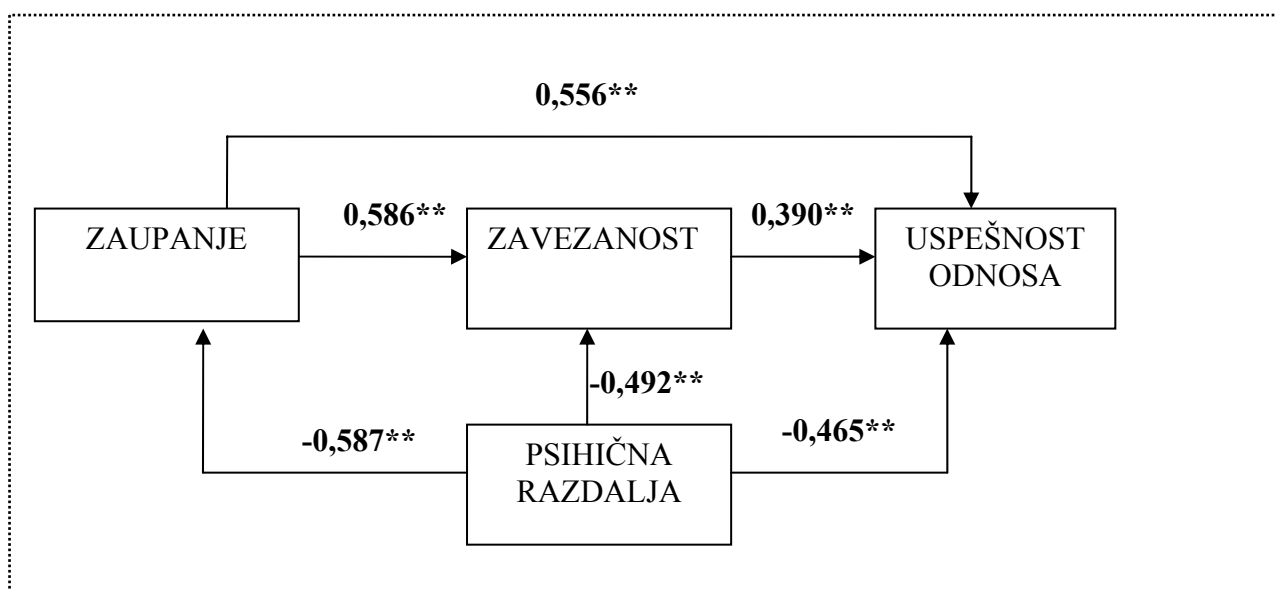 0,556**
0,586**
0,390**
ZAUPANJE
ZAVEZANOST
USPEŠNOST
ODNOSA
-0,492**
-0,587**
-0,465**
PSIHIČNA
RAZDALJA